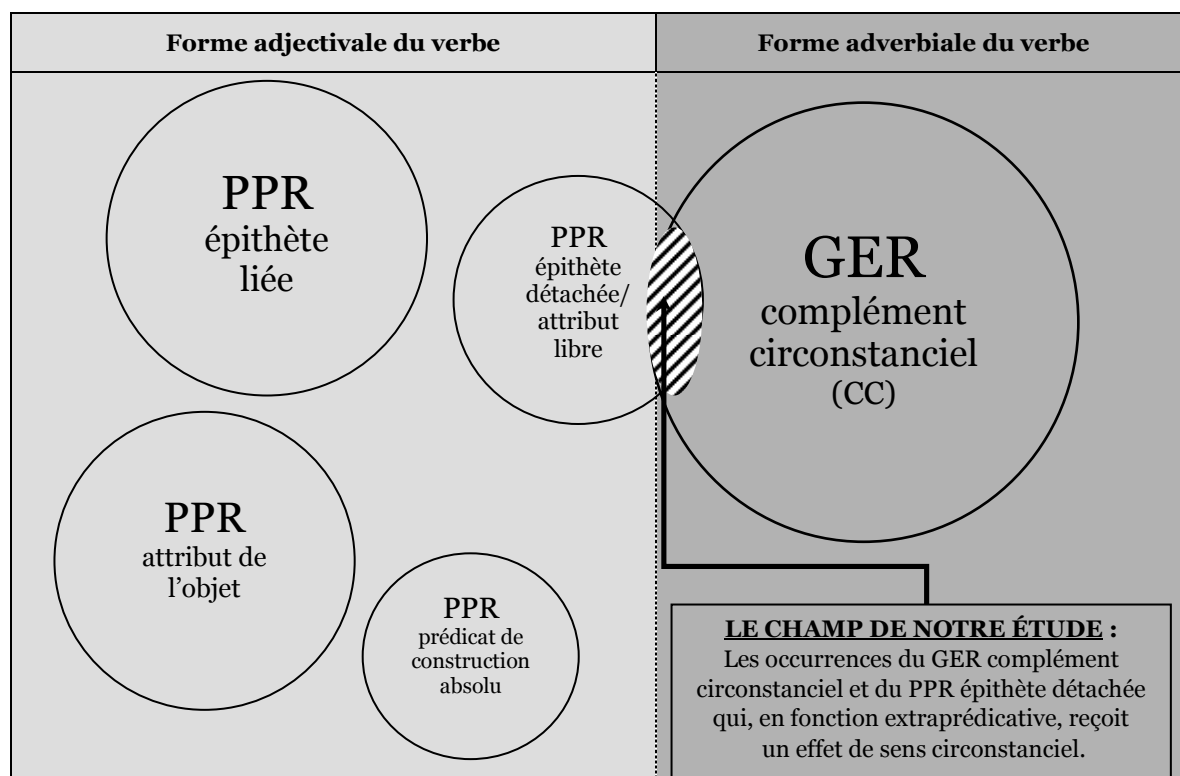 Forme adjectivale du verbe
Forme adverbiale du verbe
PPR
épithète
liée
PPR
épithète
détachée/
attribut
libre
GER
complément
circonstanciel
(CC)
PPR
attribut de
l’objet
PPR
prédicat de
construction
absolu
LE CHAMP DE NOTRE ÉTUDE :
Les occurrences du GER complément
circonstanciel et du PPR épithète détachée
qui, en fonction extraprédicative, reçoit
un effet de sens circonstanciel.